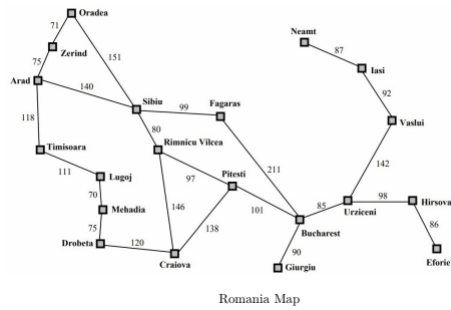 Oradea
71
Neamt
87
Zerind
151
75
Iasi
Arad
140
92
Sibiu
99
Fagaras
118
80
Vaslui
Timisoara
Rimnicu Vilcea
111
211
142
Lugoj
97
Pitesti
70
146
98
Hirsova
Mehadia
101
85
Urziceni
75
138
86
Bucharest
Drobeta
120
90
Craiova
Eforie
Giurgiu
Romania Map